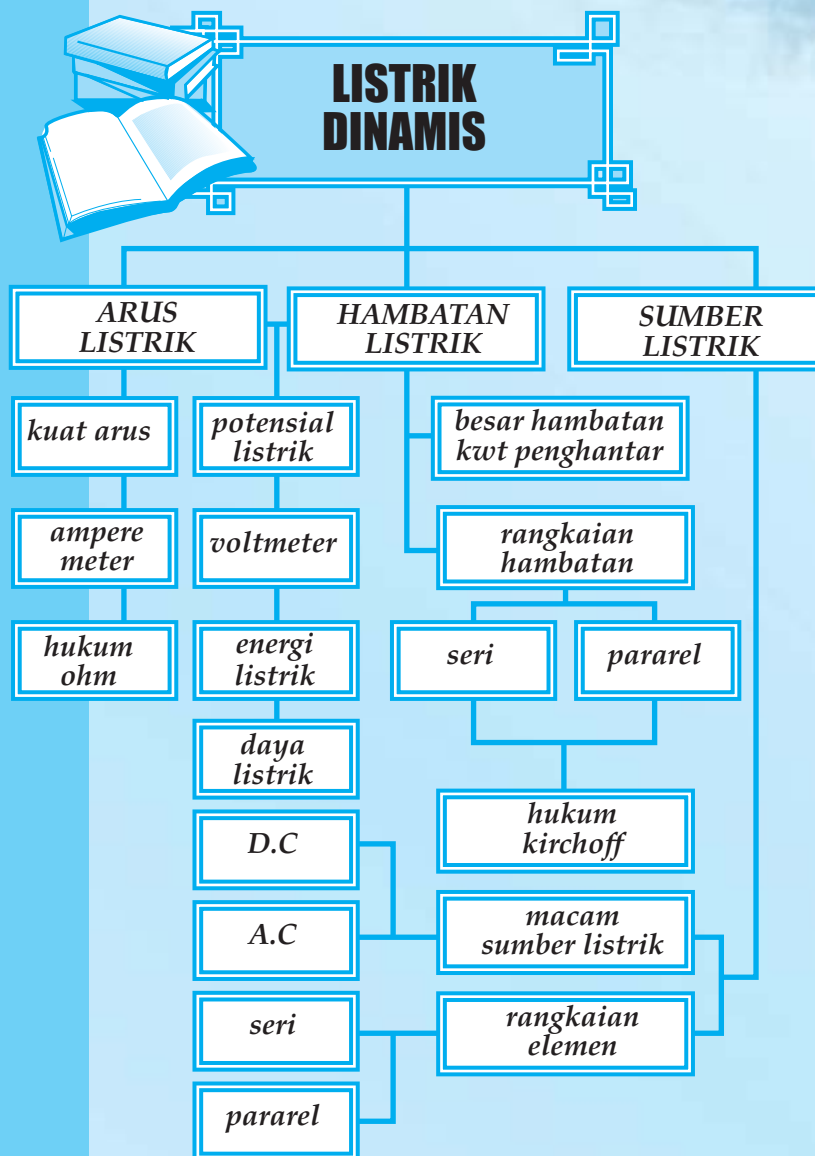 LISTRIK
DINAMIS
ARUS
LISTRIK
HAMBATAN
LISTRIK
SUMBER
LISTRIK
kuat arus
potensial
listrik
besar hambatan
kwt penghantar
ampere
meter
voltmeter
rangkaian
hambatan
hukum
ohm
energi
listrik
seri
pararel
daya
listrik
hukum
kirchoff
D.C
A.C
macam
sumber listrik
seri
rangkaian
elemen
pararel